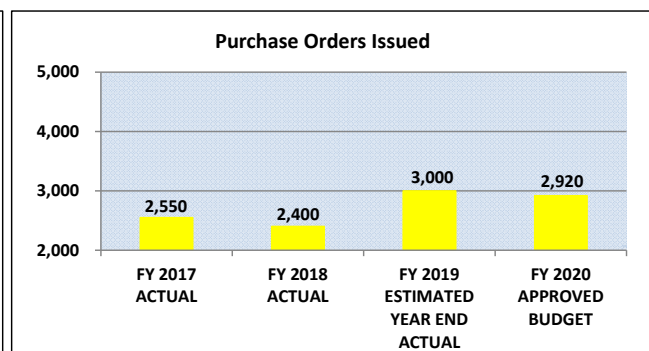 Purchase Orders Issued
5,000
4,000
3,000
2,000
2,550
2,400
3,000
2,920
FY 2017
ACTUAL
FY 2018
ACTUAL
FY 2019
ESTIMATED
YEAR END
ACTUAL
FY 2020
APPROVED
BUDGET